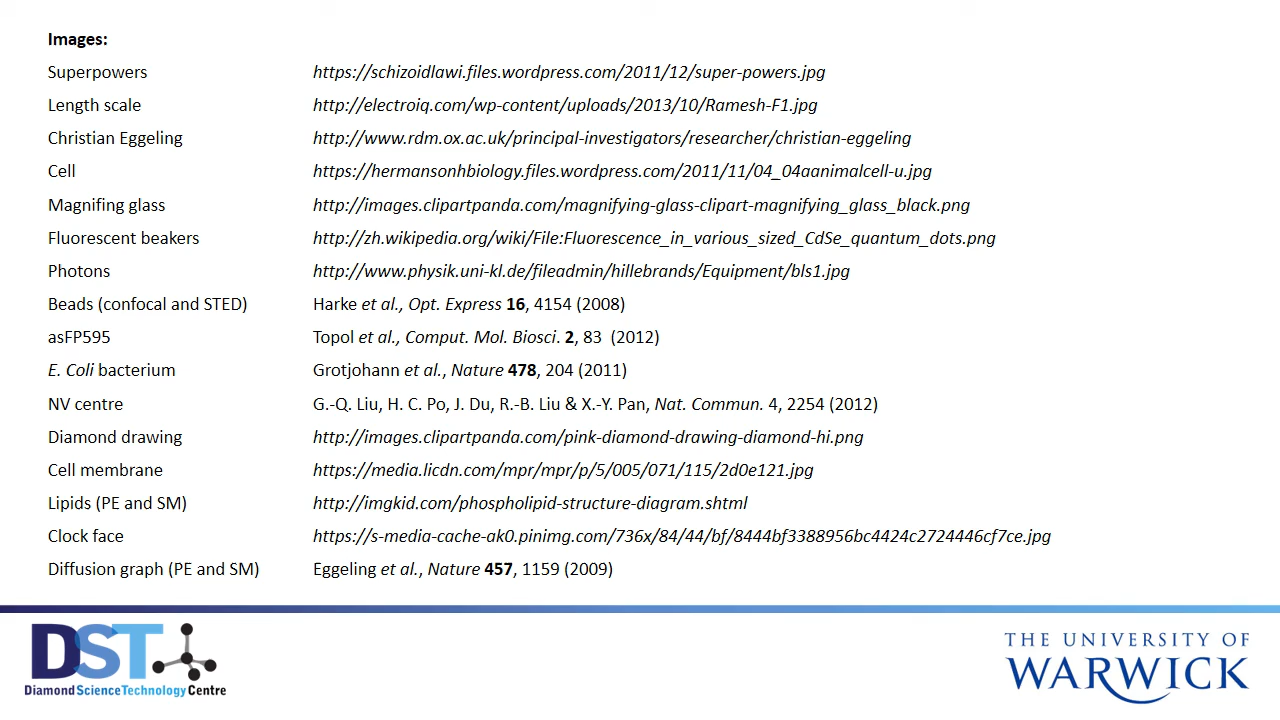 Images:
Superpowers https://schizoidlawi.files.wordpress.com/2011/12/super-powers.jpg
Length scale http://electroiq.com/wp-content/uploads/2013/10/Ramesh-F1.jpg
Christian Eggeling http://www.rdm.ox.ac.uk/principal-investigators/researcher/christian-eggeling
Cell https://hermansonhbiology.files.wordpress.com/2011/11/04_04aanimalcell-u.jpg
Magnifing glass http://images.clipartpanda.com/magnifying-glass-clipart-magnifying_glass_black.png
Fluorescent beakers http://zh.wikipedia.org/wiki/File:Fluorescence_in_various_sized_CdSe_quantum_dots.png
Photons http://www.physik.uni-kl.de/fileadmin/hillebrands/Equipment/bls1.jpg
Beads (confocal and STED) Harke et al., Opt. Express 16, 4154 (2008)
asFP595 Topol et al., Comput. Mol. Biosci. 2, 83 (2012)
E. Coli bacterium Grotjohann et al., Nature 478, 204 (2011)
NV centre G.-Q. Liu, H. C. Po, J. Du, R.-B. Liu & X.-Y. Pan, Nat. Commun. 4, 2254 (2012)
Diamond drawing http://images.clipartpanda.com/pink-diamond-drawing-diamond-hi.png
Cell membrane https://media.licdn.com/mpr/mpr/p/5/005/071/115/2d0e121.jpg
Lipids (PE and SM) http://imgkid.com/phospholipid-structure-diagram.shtml
Clock face https://s-media-cache-ak0.pinimg.com/736x/84/44/bf/8444bf3388956bc4424c2724446cf7ce.jpg
Diffusion graph (PE and SM) Eggeling et al., Nature 457, 1159 (2009)
DST
Diamond Science Technology Centre
THE UNIVERSITY OF
WARWICK